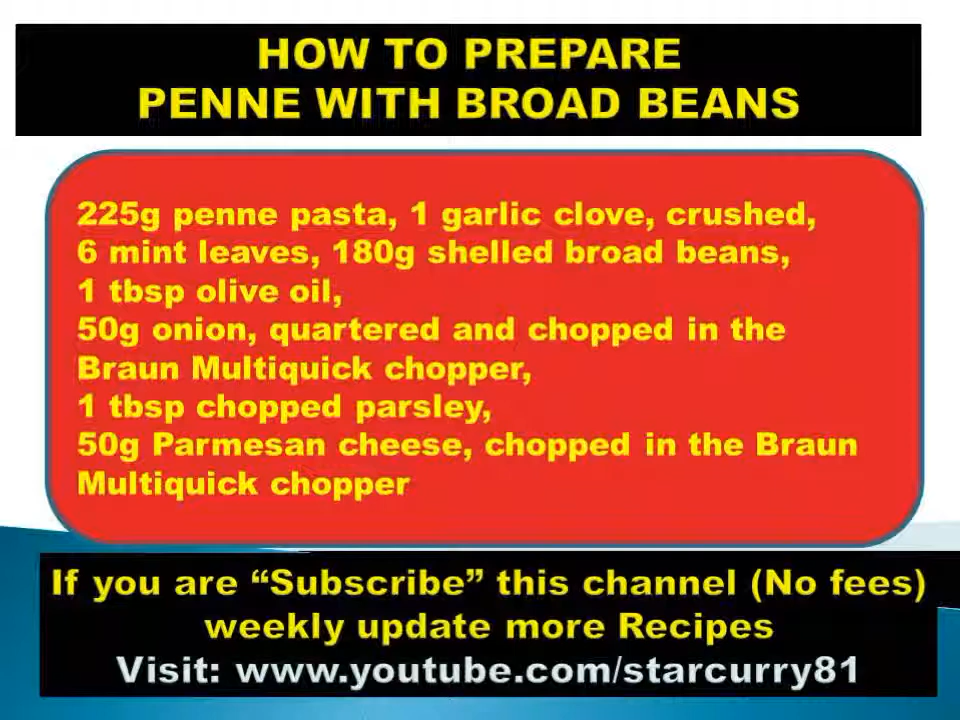 HOW TO PREPARE
PENNE WITH BROAD BEANS
225g penne pasta, 1 garlic clove, crushed,
6 mint leaves, 180g shelled broad beans,
1 tbsp olive oil,
50g onion, quartered and chopped in the
Braun Multiquick chopper,
1 tbsp chopped parsley,
50g Parmesan cheese, chopped in the Braun
Multiquick chopper
If you are “Subscribe” this channel (No fees)
weekly update more Recipes
Visit: www.youtube.com/starcurry81